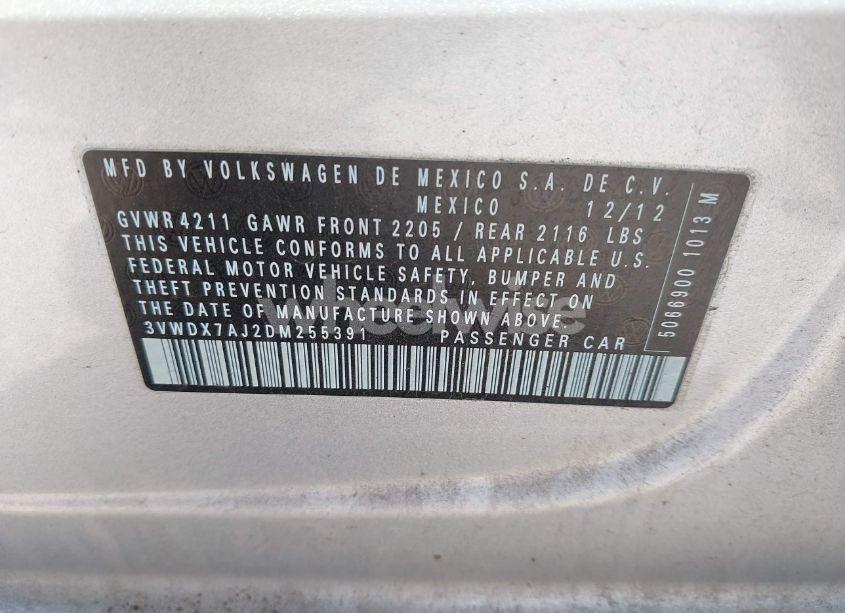 MFD BY VOLKSWAGEN DE MEXICO S.A. DE C.V.
MEXICO 12/12
GVWR 4211 GAWR FRONT 2205 / REAR 2116 LBS
THIS VEHICLE CONFORMS TO ALL APPLICABLE U.S.
FEDERAL MOTOR VEHICLE SAFETY, BUMPER AND
THEFT PREVENTION STANDARDS IN EFFECT ON
THE DATE OF MANUFACTURE SHOWN ABOVE.
3VWDX7AJ2DM255391 PASSENGER CAR
5066900 1013 M